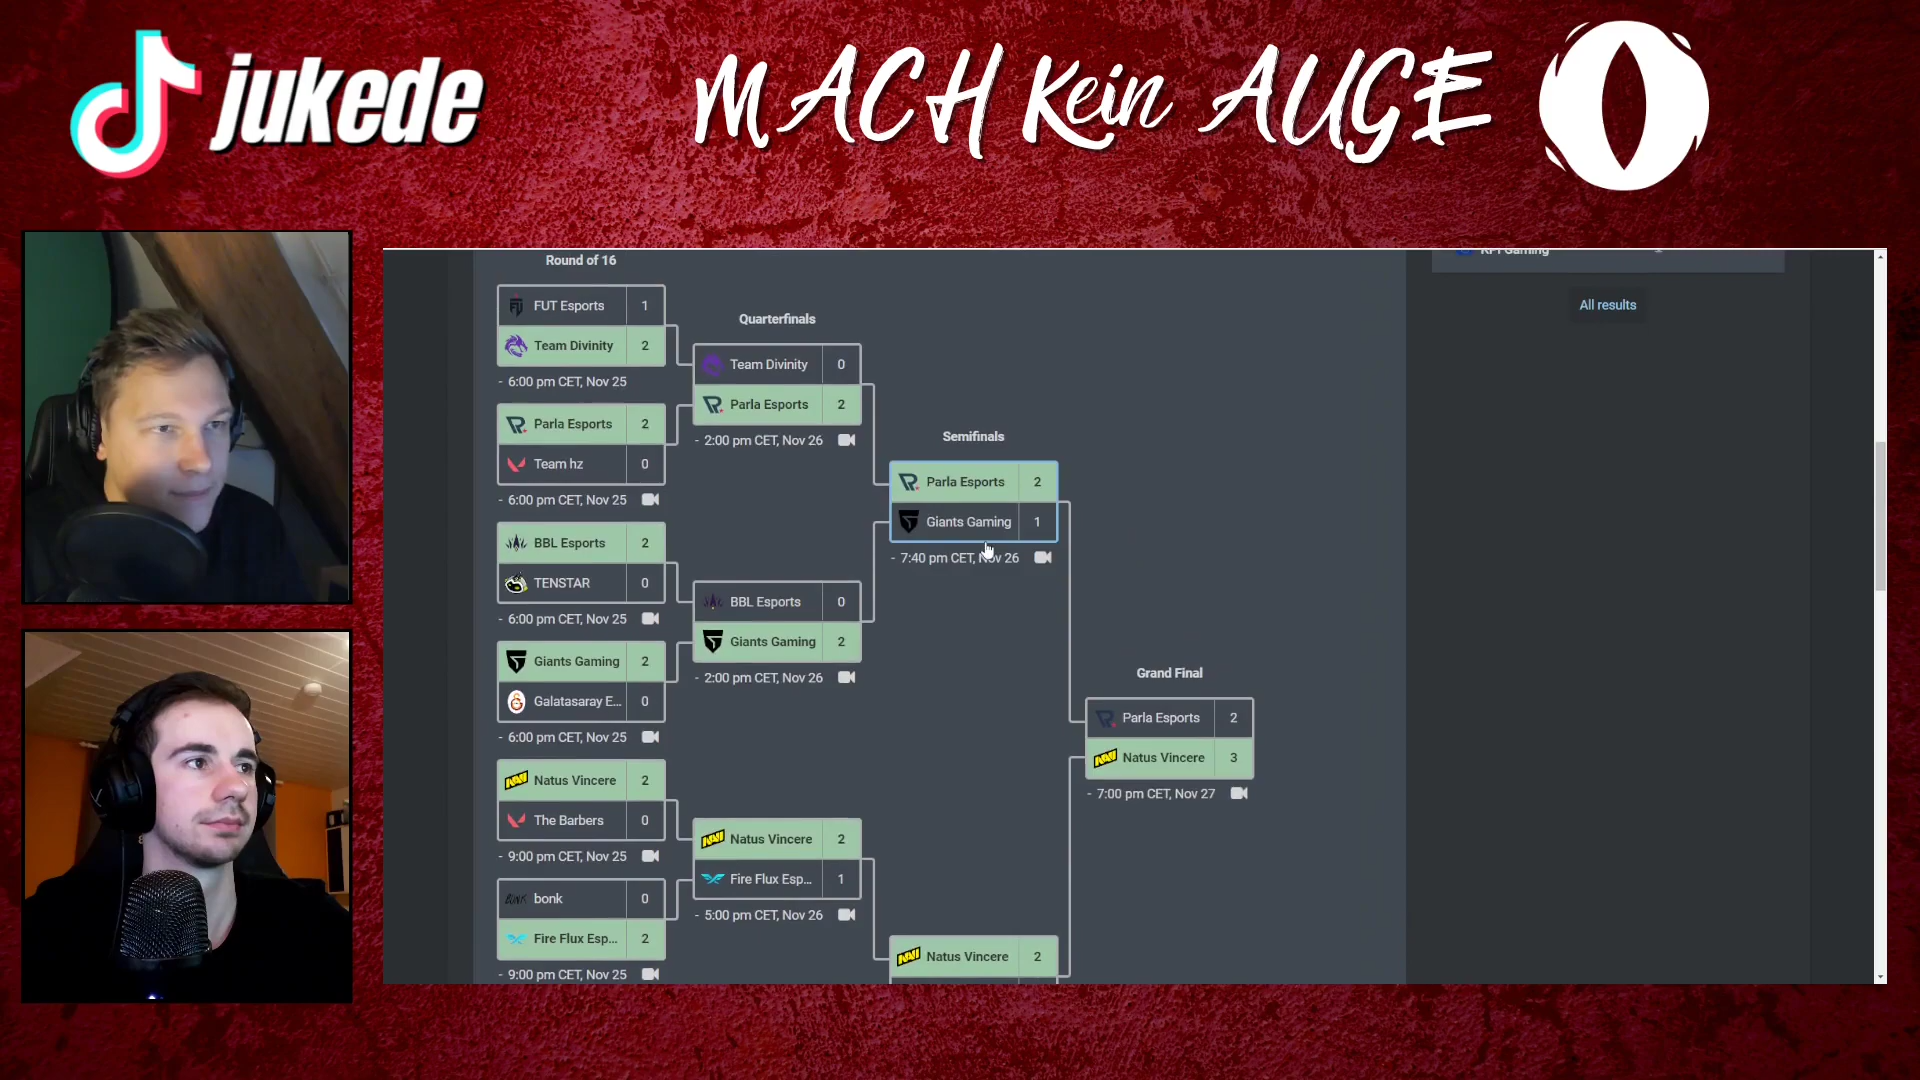 jukede
MACH Kein AUGE
Round of 16
FUT Esports 1
Team Divinity 2
- 6:00 pm CET, Nov 25
Parla Esports 2
Team hz 0
- 6:00 pm CET, Nov 25
BBL Esports 2
TENSTAR 0
- 6:00 pm CET, Nov 25
Giants Gaming 2
Galatasaray E... 0
- 6:00 pm CET, Nov 25
Natus Vincere 2
The Barbers 0
- 9:00 pm CET, Nov 25
bonk 0
Fire Flux Esp... 2
- 9:00 pm CET, Nov 25
Quarterfinals
Team Divinity 0
Parla Esports 2
- 2:00 pm CET, Nov 26
BBL Esports 0
Giants Gaming 2
- 2:00 pm CET, Nov 26
Natus Vincere 2
Fire Flux Esp... 1
- 5:00 pm CET, Nov 26
Semifinals
Parla Esports 2
Giants Gaming 1
- 7:40 pm CET, Nov 26
Natus Vincere 2
Grand Final
Parla Esports 2
Natus Vincere 3
- 7:00 pm CET, Nov 27
All results